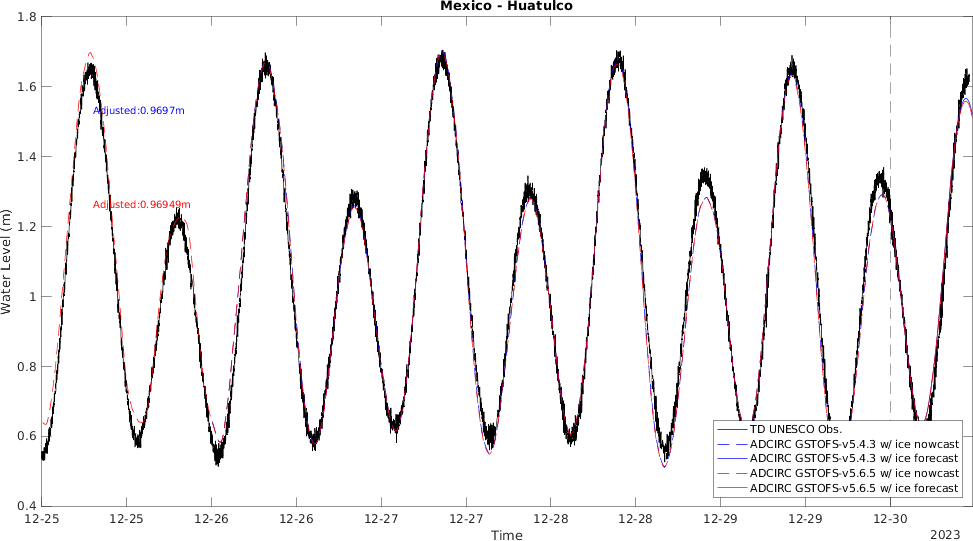 Mexico - Huatulco
1.8
1.6
1.4
1.2
1
0.8
0.6
0.4
Water Level (m)
Adjusted:0.9697m
Adjusted:0.96949m
TD UNESCO Obs.
ADCIRC GSTOFS-v5.4.3 w/ ice nowcast
ADCIRC GSTOFS-v5.4.3 w/ ice forecast
ADCIRC GSTOFS-v5.6.5 w/ ice nowcast
ADCIRC GSTOFS-v5.6.5 w/ ice forecast
12-25 12-25 12-26 12-26 12-27 12-27 12-28 12-28 12-29 12-29 12-30
Time
2023